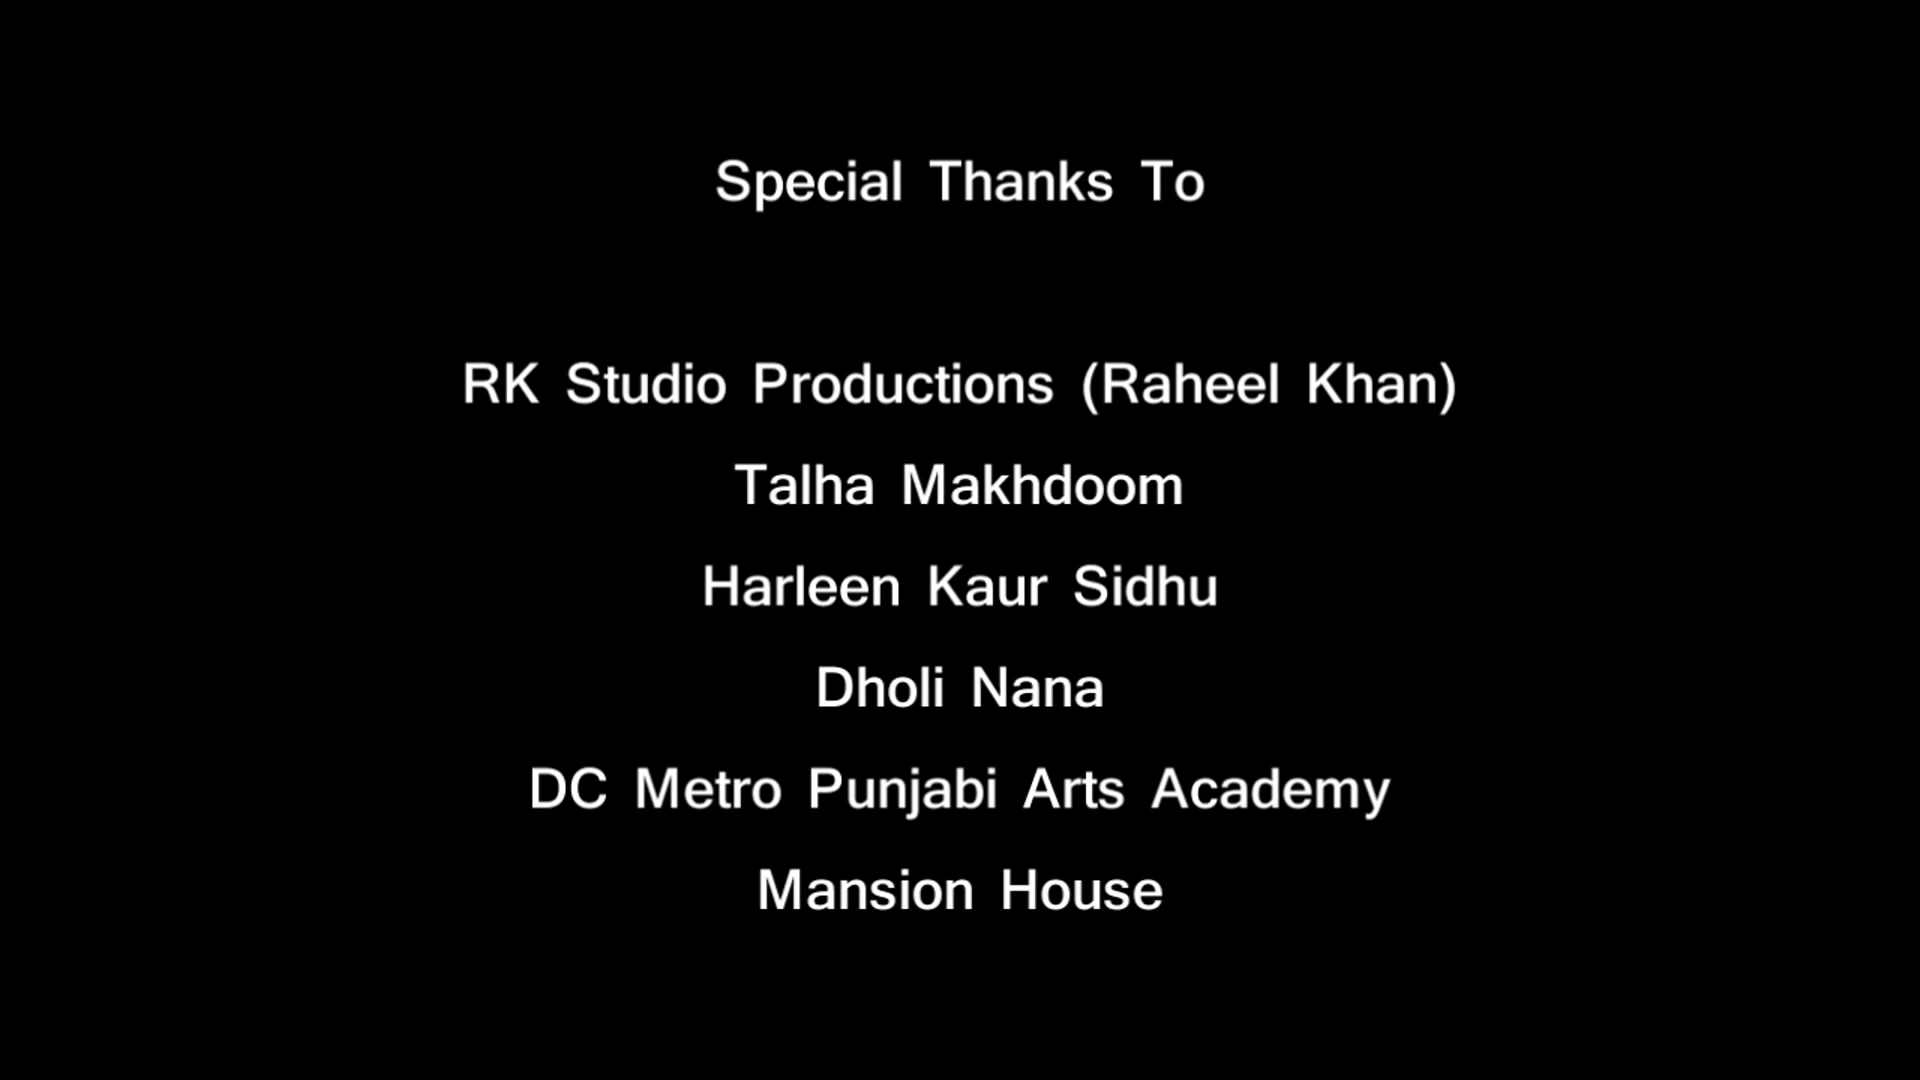 Special Thanks To
RK Studio Productions (Raheel Khan)
Talha Makhdoom
Harleen Kaur Sidhu
Dholi Nana
DC Metro Punjabi Arts Academy
Mansion House